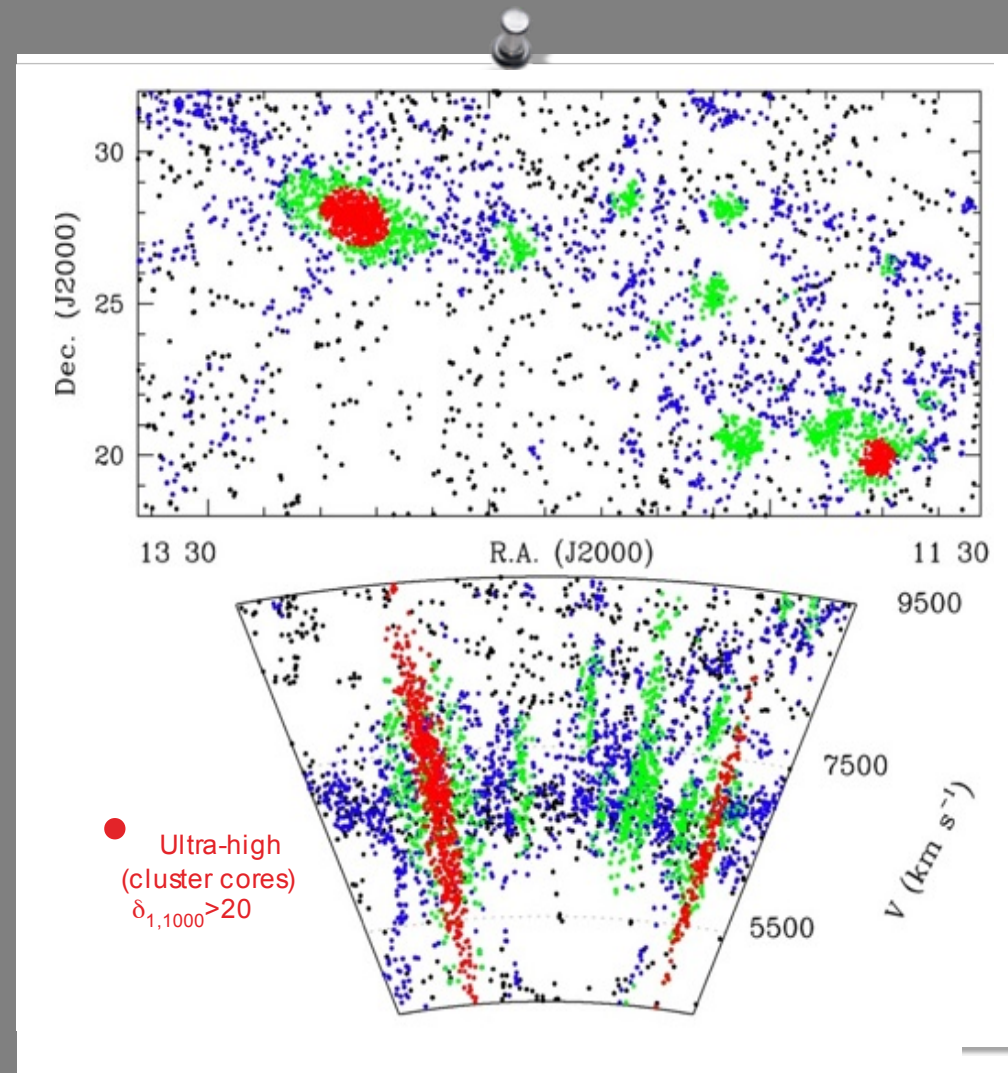 30
25
20
Dec. (J2000)
13 30
R.A. (J2000)
11 30
9500
7500
5500
V (km s⁻¹)
Ultra-high
(cluster cores)
δ1,1000>20